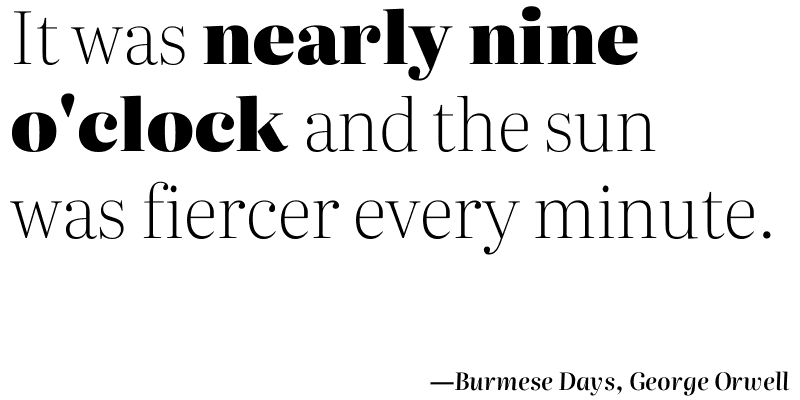 It was nearly nine
o'clock and the sun
was fiercer every minute.
—Burmese Days, George Orwell